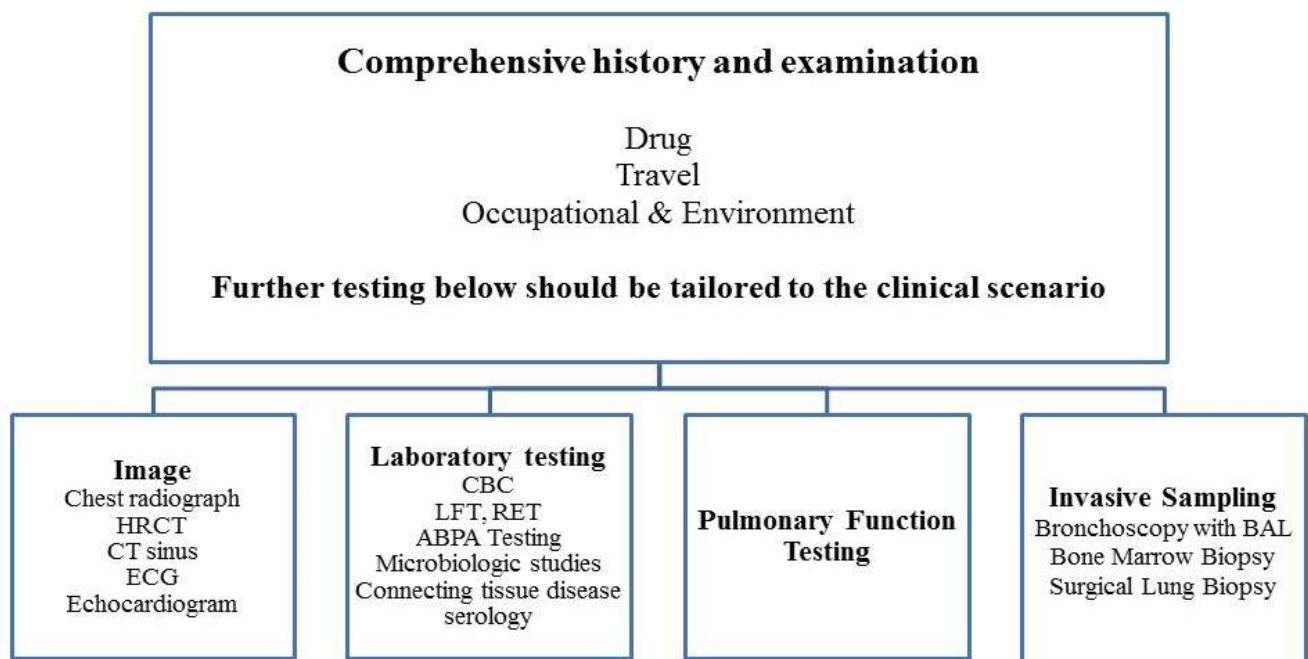 Comprehensive history and examination
Drug
Travel
Occupational & Environment
Further testing below should be tailored to the clinical scenario
Image
Chest radiograph
HRCT
CT sinus
ECG
Echocardiogram
Laboratory testing
CBC
LFT, RET
ABPA Testing
Microbiologic studies
Connecting tissue disease
serology
Pulmonary Function
Testing
Invasive Sampling
Bronchoscopy with BAL
Bone Marrow Biopsy
Surgical Lung Biopsy